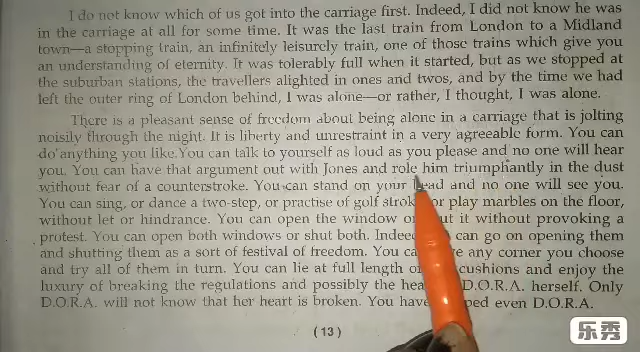 I do not know which of us got into the carriage first. Indeed, I did not know he was
in the carriage at all for some time. It was the last train from London to a Midland
town—a stopping train, an infinitely leisurely train, one of those trains which give you
an understanding of eternity. It was tolerably full when it started, but as we stopped at
the suburban stations, the travellers alighted in ones and twos, and by the time we had
left the outer ring of London behind, I was alone—or rather, I thought, I was alone.
There is a pleasant sense of freedom about being alone in a carriage that is jolting
noisily through the night. It is liberty and unrestraint in a very agreeable form. You can
do anything you like. You can talk to yourself as loud as you please and no one will hear
you. You can have that argument out with Jones and role him triumphantly in the dust
without fear of a counterstroke. You can stand on your head and no one will see you.
You can sing, or dance a two-step, or practise of golf strok or play marbles on the floor,
without let or hindrance. You can open the window or ut it without provoking a
protest. You can open both windows or shut both. Indeed can go on opening them
and shutting them as a sort of festival of freedom. You ca e any corner you choose
and try all of them in turn. You can lie at full length o cushions and enjoy the
luxury of breaking the regulations and possibly the hea D.O.R.A. herself. Only
D.O.R.A. will not know that her heart is broken. You have ped even D.O.R.A.
(13)
乐秀